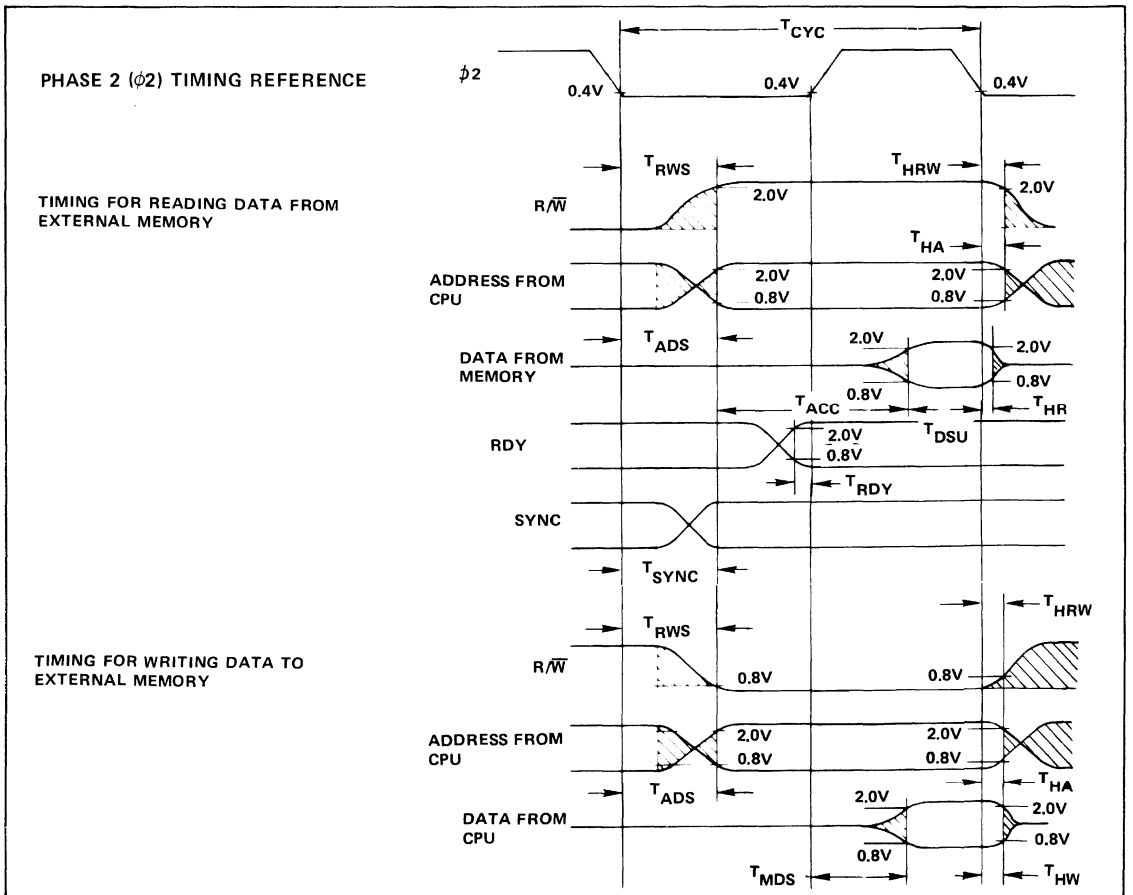 T_CYC
PHASE 2 (ϕ2) TIMING REFERENCE
ϕ2
0.4V
0.4V
0.4V
T_RWS
T_HRW
TIMING FOR READING DATA FROM
EXTERNAL MEMORY
R/W̅
2.0V
2.0V
T_HA
ADDRESS FROM
CPU
2.0V
0.8V
2.0V
0.8V
T_ADS
DATA FROM
MEMORY
2.0V
0.8V
2.0V
0.8V
T_ACC
T_DSU
T_HR
RDY
2.0V
0.8V
T_RDY
SYNC
T_SYNC
T_RWS
T_HRW
TIMING FOR WRITING DATA TO
EXTERNAL MEMORY
R/W̅
0.8V
0.8V
ADDRESS FROM
CPU
2.0V
0.8V
2.0V
0.8V
T_ADS
T_HA
DATA FROM
CPU
2.0V
0.8V
2.0V
0.8V
T_MDS
T_HW